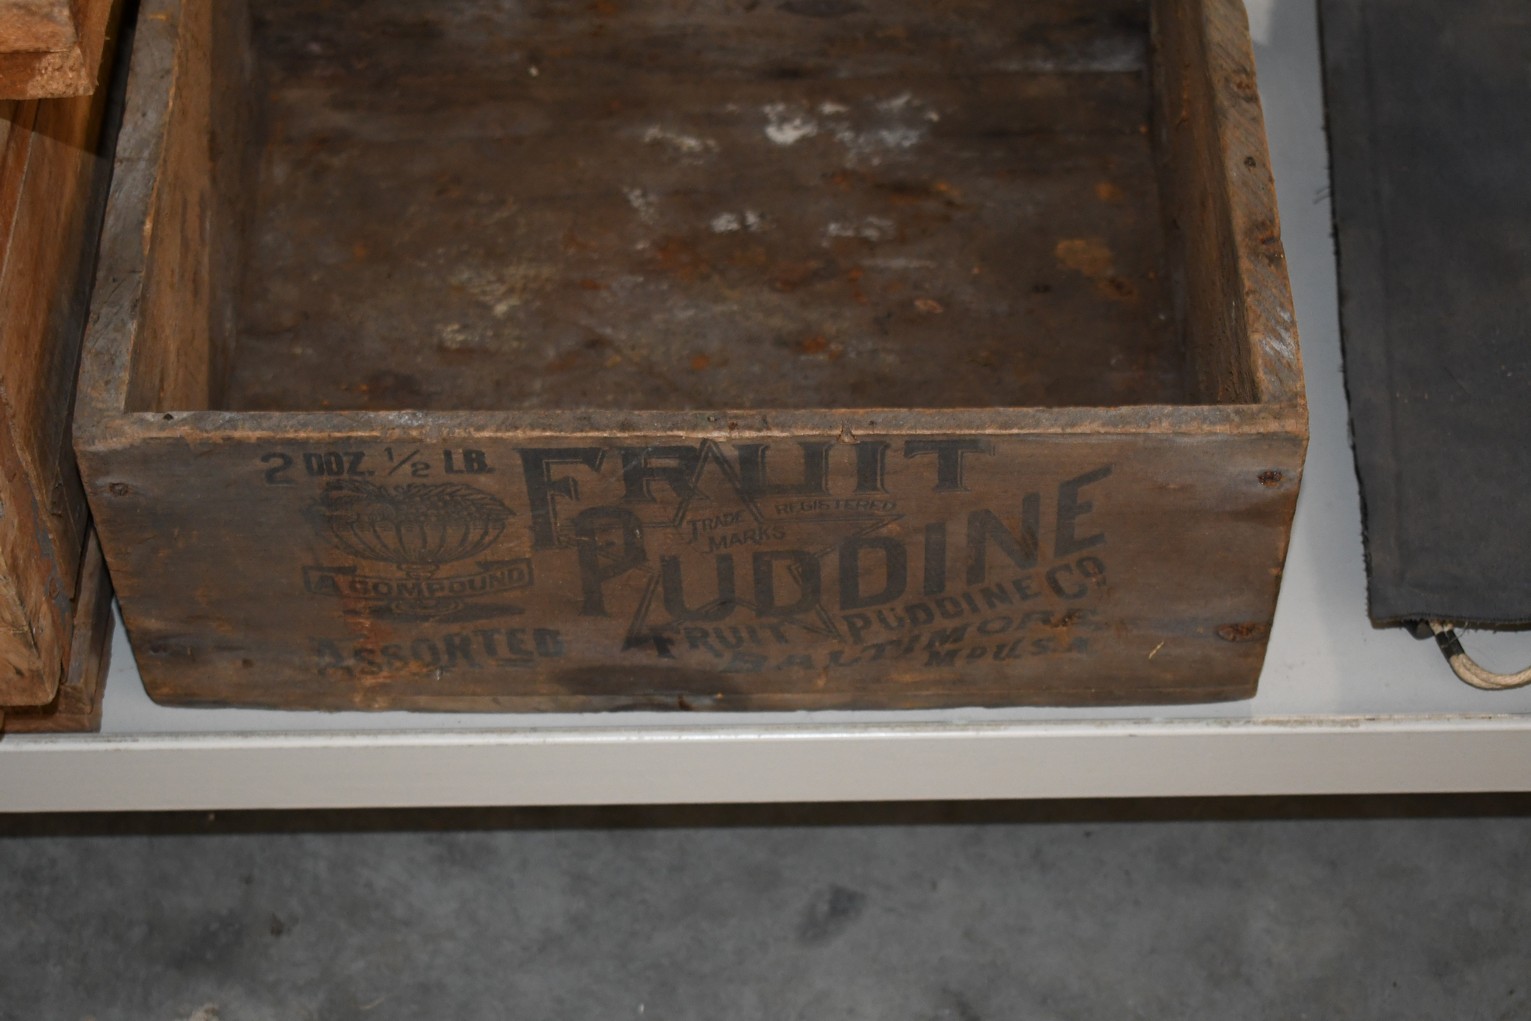 2 DOZ. 1/2 LB.
FRUIT
TRADE MARKS REGISTERED
PUDDINE
A COMPOUND
ASSORTED
FRUIT PUDDINE CO
BALTIMORE
MD U.S.A